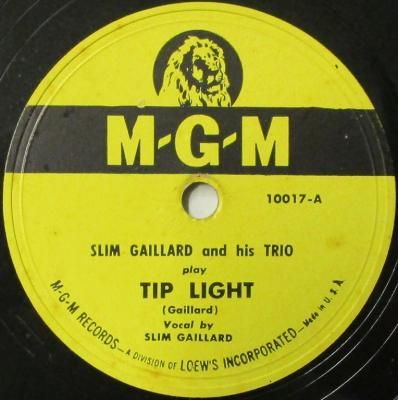 M-G-M
10017-A
SLIM GAILLARD and his TRIO
play
TIP LIGHT
(Gaillard)
Vocal by
SLIM GAILLARD
M-G-M RECORDS—A DIVISION OF LOEW'S INCORPORATED—Made in U. S. A.